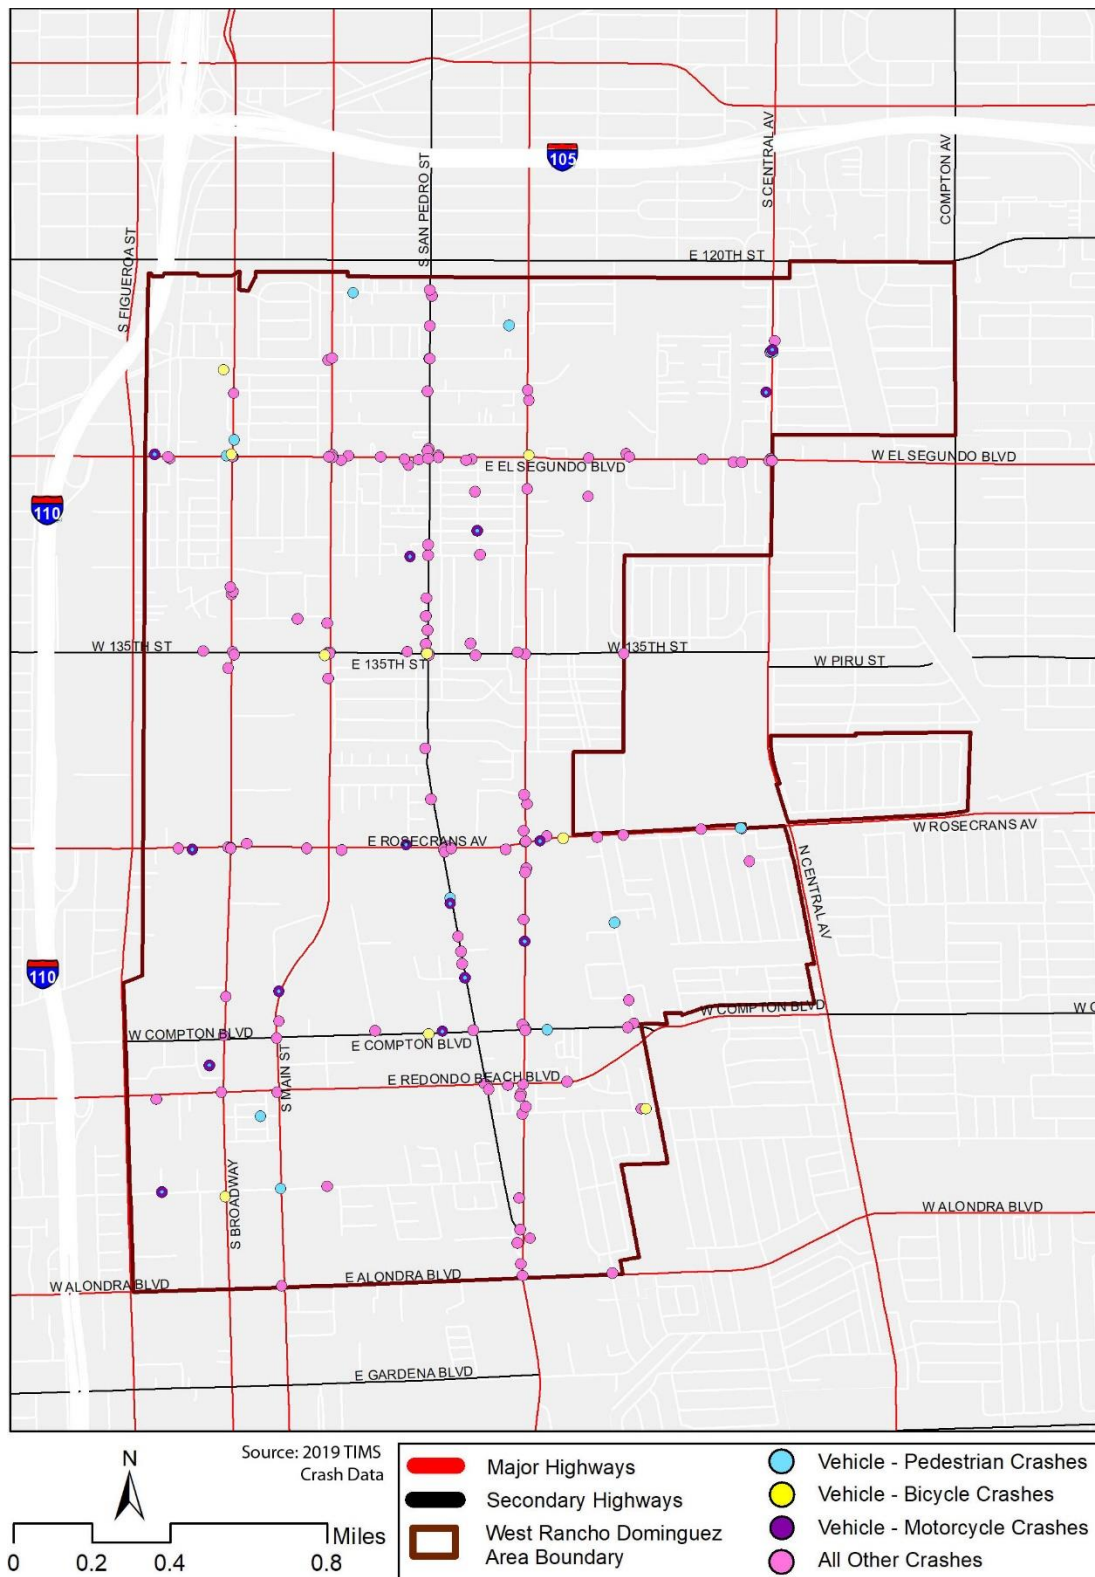 105
S SAN PEDRO ST
S CENTRAL AV
COMPTON AV
S FIGUEROA ST
E 120TH ST
E EL SEGUNDO BLVD
W EL SEGUNDO BLVD
110
W 135TH ST
E 135TH ST
W 135TH ST
W PIRU ST
E ROSECRANS AV
W ROSECRANS AV
N CENTRAL AV
110
W COMPTON BLVD
E COMPTON BLVD
W COMPTON BLVD
W C
E REDONDO BEACH BLVD
S MAIN ST
S BROADWAY
W ALONDRA BLVD
W ALONDRA BLVD
E ALONDRA BLVD
E GARDENA BLVD
N
Source: 2019 TIMS
Crash Data
Miles
0 0.2 0.4 0.8
Major Highways
Secondary Highways
West Rancho Dominguez
Area Boundary
Vehicle - Pedestrian Crashes
Vehicle - Bicycle Crashes
Vehicle - Motorcycle Crashes
All Other Crashes